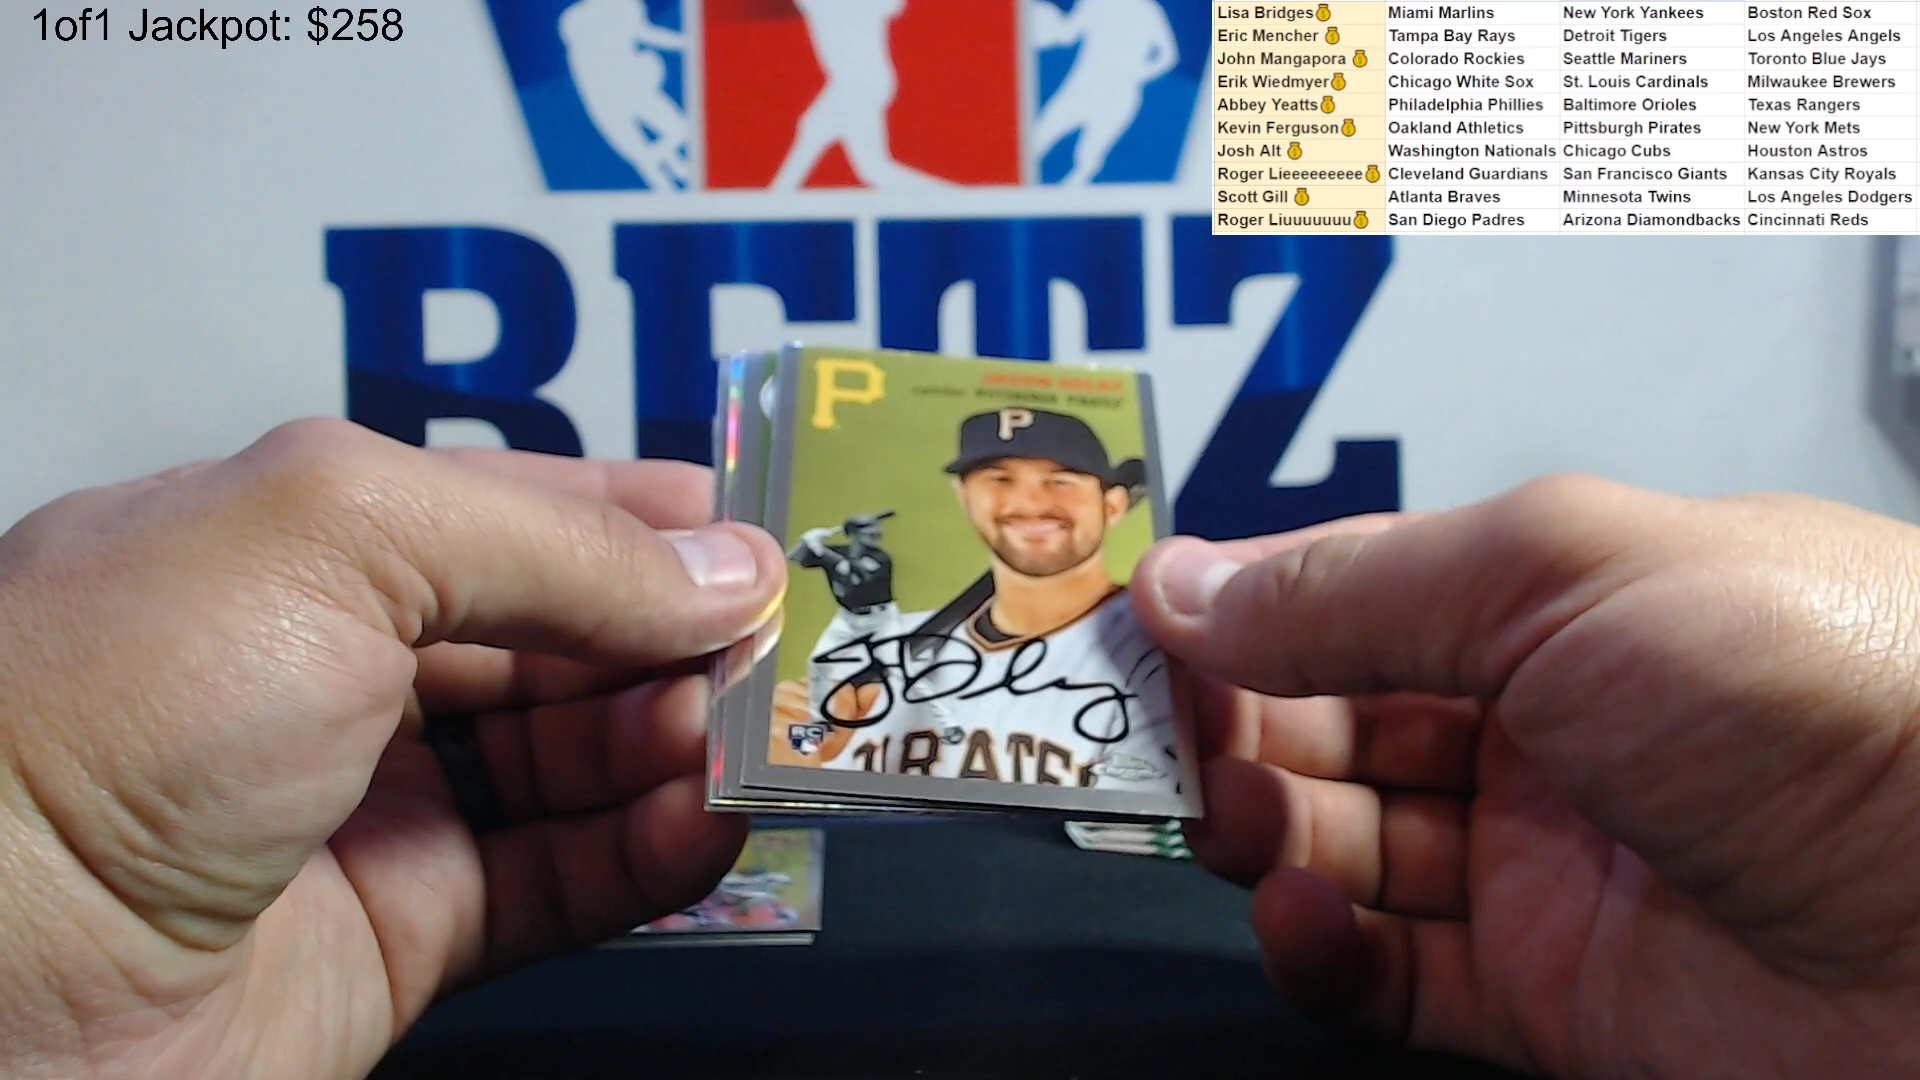 1of1 Jackpot: $258
Lisa Bridges Miami Marlins New York Yankees Boston Red Sox
Eric Mencher Tampa Bay Rays Detroit Tigers Los Angeles Angels
John Mangapora Colorado Rockies Seattle Mariners Toronto Blue Jays
Erik Wiedmyer Chicago White Sox St. Louis Cardinals Milwaukee Brewers
Abbey Yeatts Philadelphia Phillies Baltimore Orioles Texas Rangers
Kevin Ferguson Oakland Athletics Pittsburgh Pirates New York Mets
Josh Alt Washington Nationals Chicago Cubs Houston Astros
Roger Lieeeeeeeee Cleveland Guardians San Francisco Giants Kansas City Royals
Scott Gill Atlanta Braves Minnesota Twins Los Angeles Dodgers
Roger Liuuuuuuu San Diego Padres Arizona Diamondbacks Cincinnati Reds
BETZ
P
P
RC
PIRATES